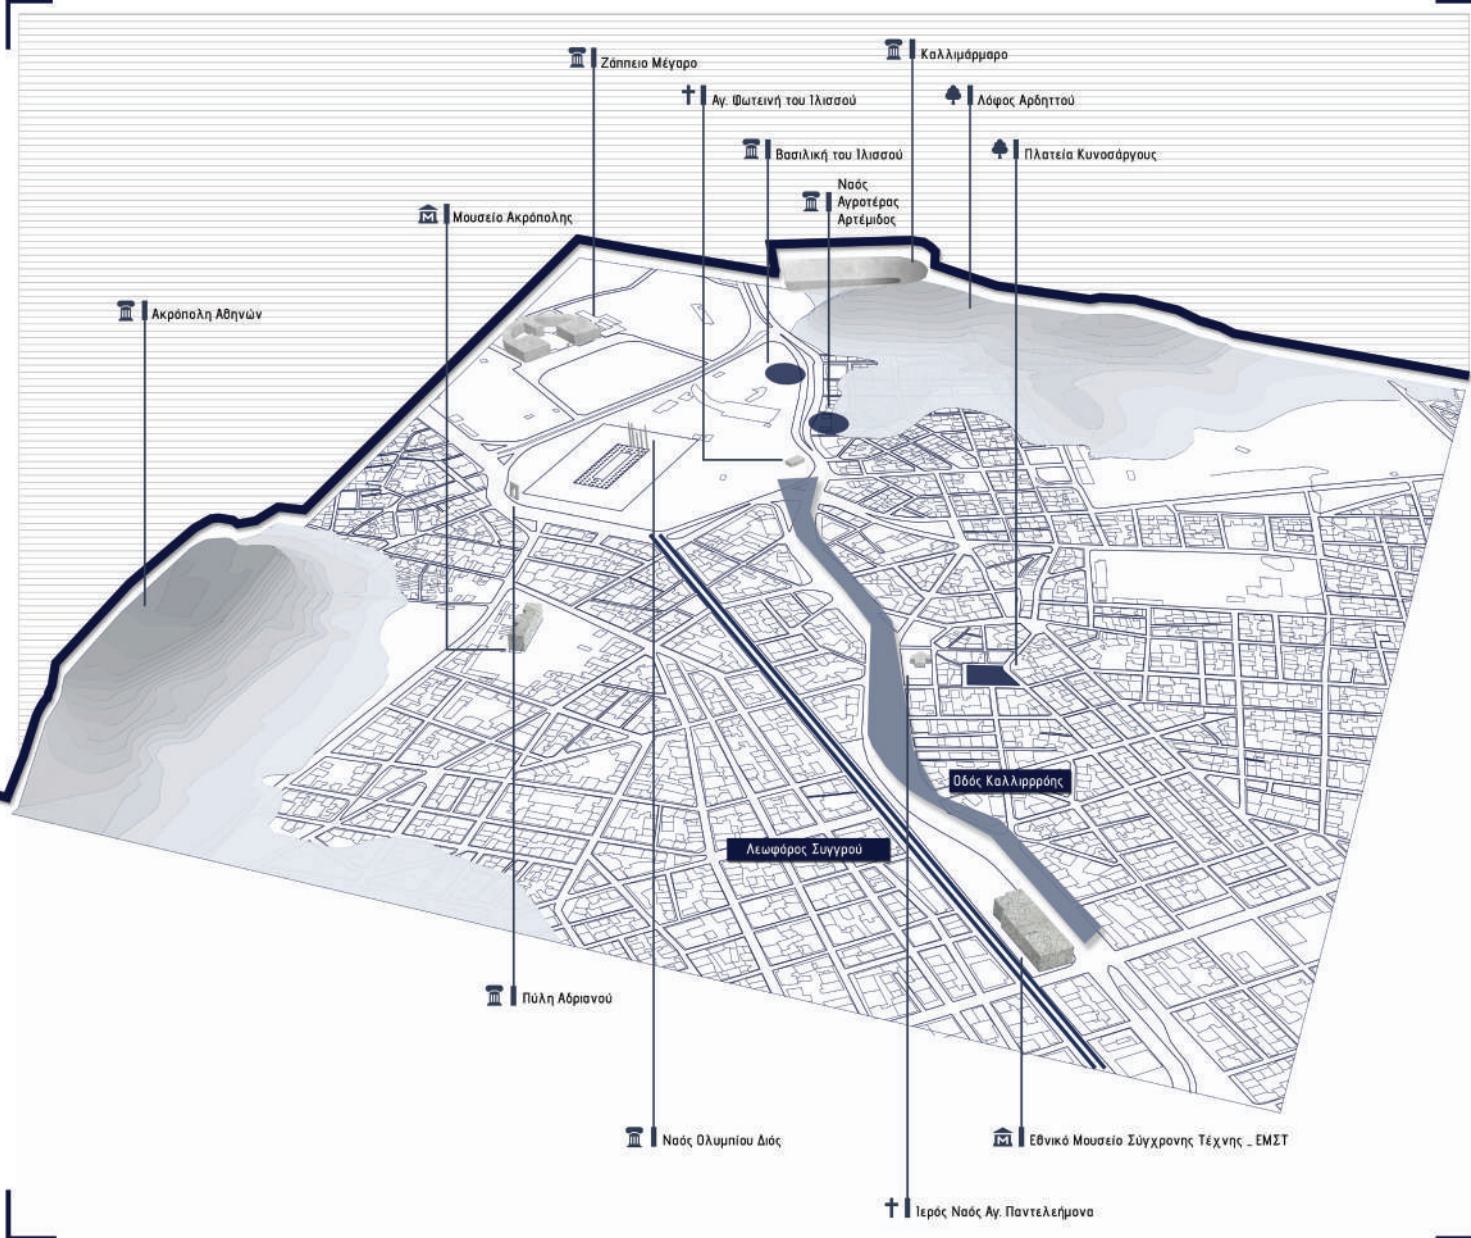 Ζάππειο Μέγαρο
Καλλιμάρμαρο
Αγ. Φωτεινή του Ιλισσού
Λόφος Αρδηττού
Βασιλική του Ιλισσού
Πλατεία Κυνοσάργους
Ναός
Αγροτέρας
Αρτέμιδος
Μουσείο Ακρόπολης
Ακρόπολη Αθηνών
Οδός Καλλιρρρόης
Λεωφόρος Συγγρού
Πύλη Αδριανού
Ναός Ολυμπίου Διός
Εθνικό Μουσείο Σύγχρονης Τέχνης _ ΕΜΣΤ
Ιερός Ναός Αγ. Παντελεήμονα